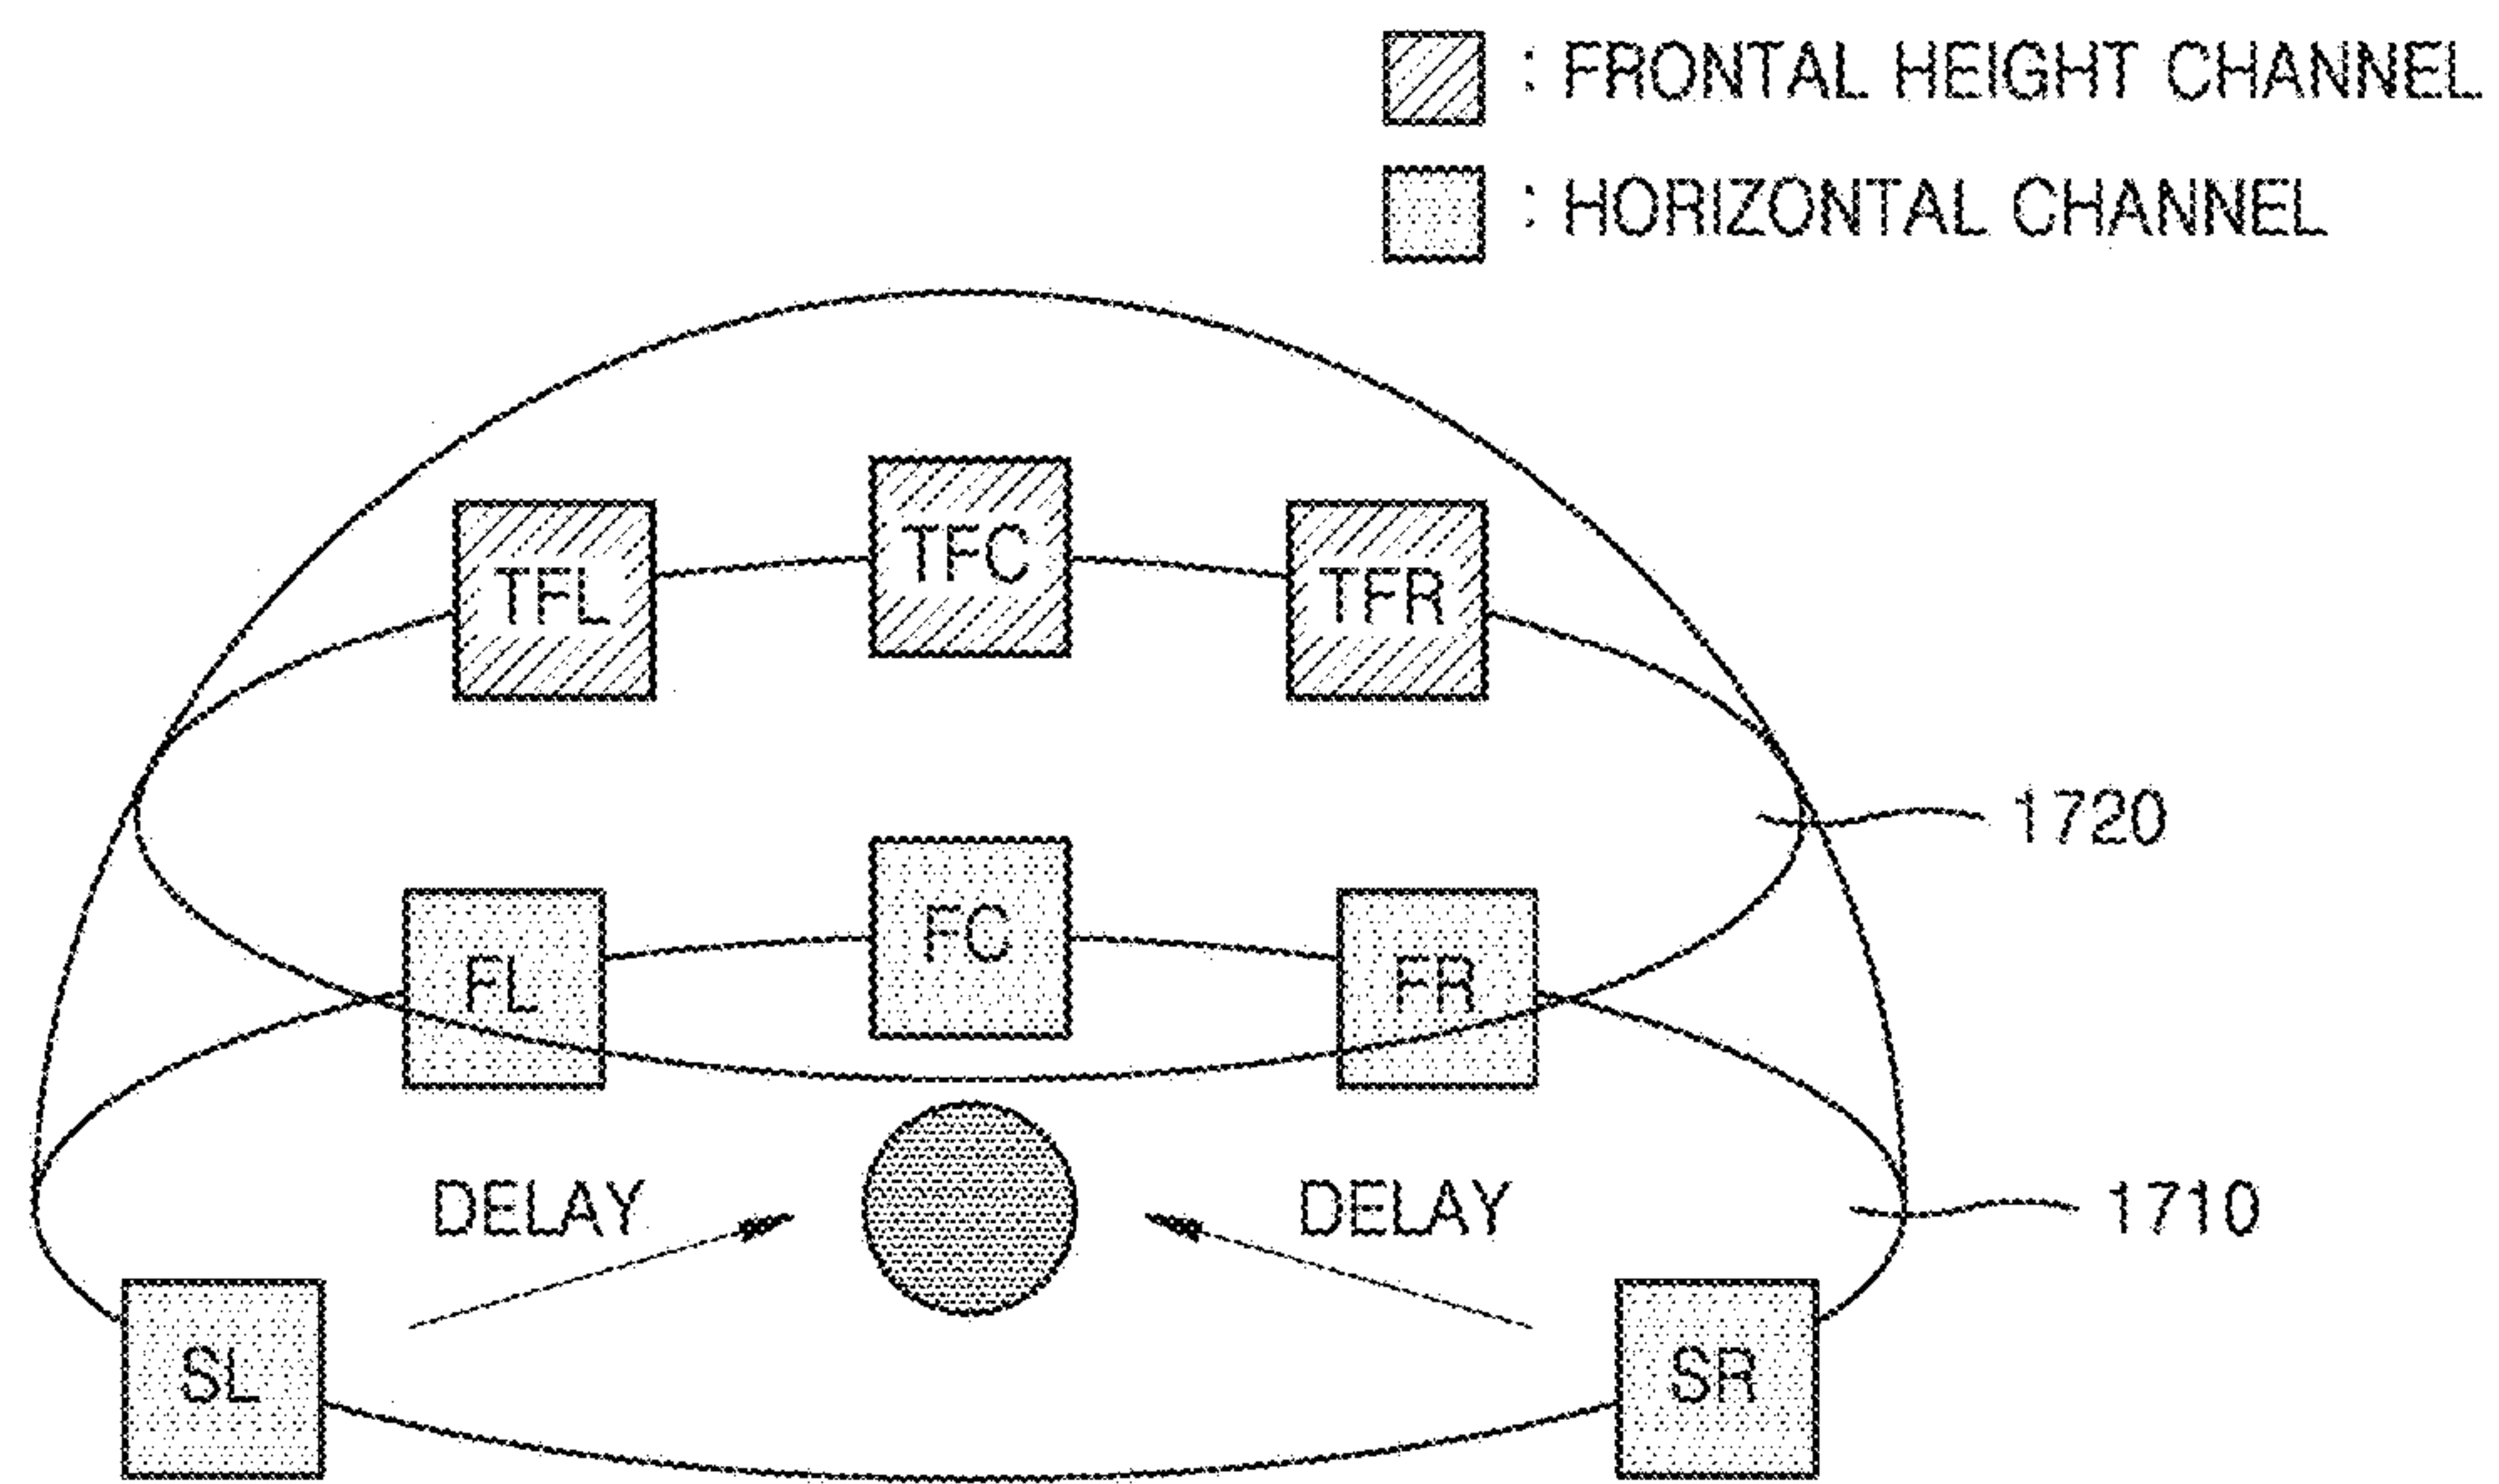 : FRONTAL HEIGHT CHANNEL
: HORIZONTAL CHANNEL
TFL
TFC
TFR
1720
FL
FC
FR
DELAY
DELAY
1710
SL
SR